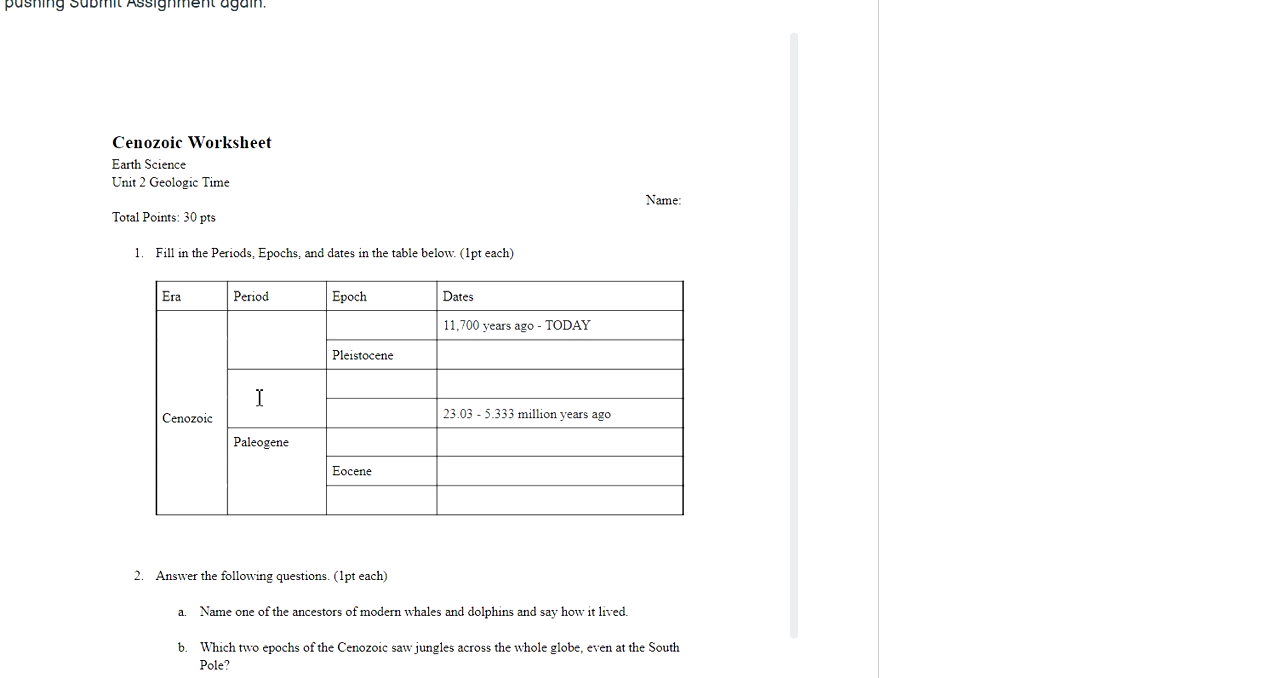 pushing Submit Assignment again.
Cenozoic Worksheet
Earth Science
Unit 2 Geologic Time
Name:
Total Points: 30 pts
1. Fill in the Periods, Epochs, and dates in the table below. (1pt each)
Era Period Epoch Dates
11,700 years ago - TODAY
Pleistocene
23.03 - 5.333 million years ago
Cenozoic
Paleogene
Eocene
2. Answer the following questions. (1pt each)
a. Name one of the ancestors of modern whales and dolphins and say how it lived.
b. Which two epochs of the Cenozoic saw jungles across the whole globe, even at the South
Pole?